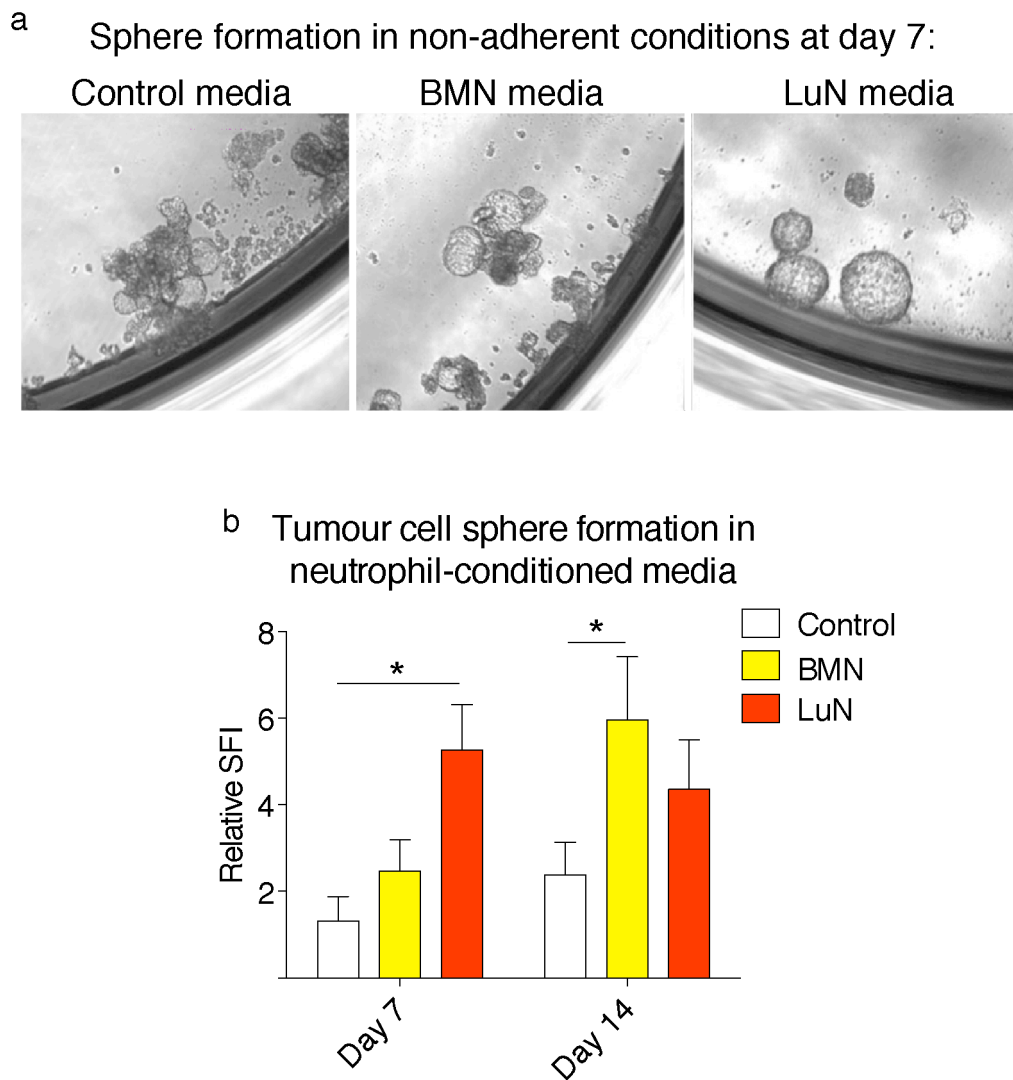 a
Sphere formation in non-adherent conditions at day 7:
Control media
BMN media
LuN media
b
Tumour cell sphere formation in
neutrophil-conditioned media
Control
BMN
LuN
Relative SFI
8
6
4
2
*
*
Day 7
Day 14